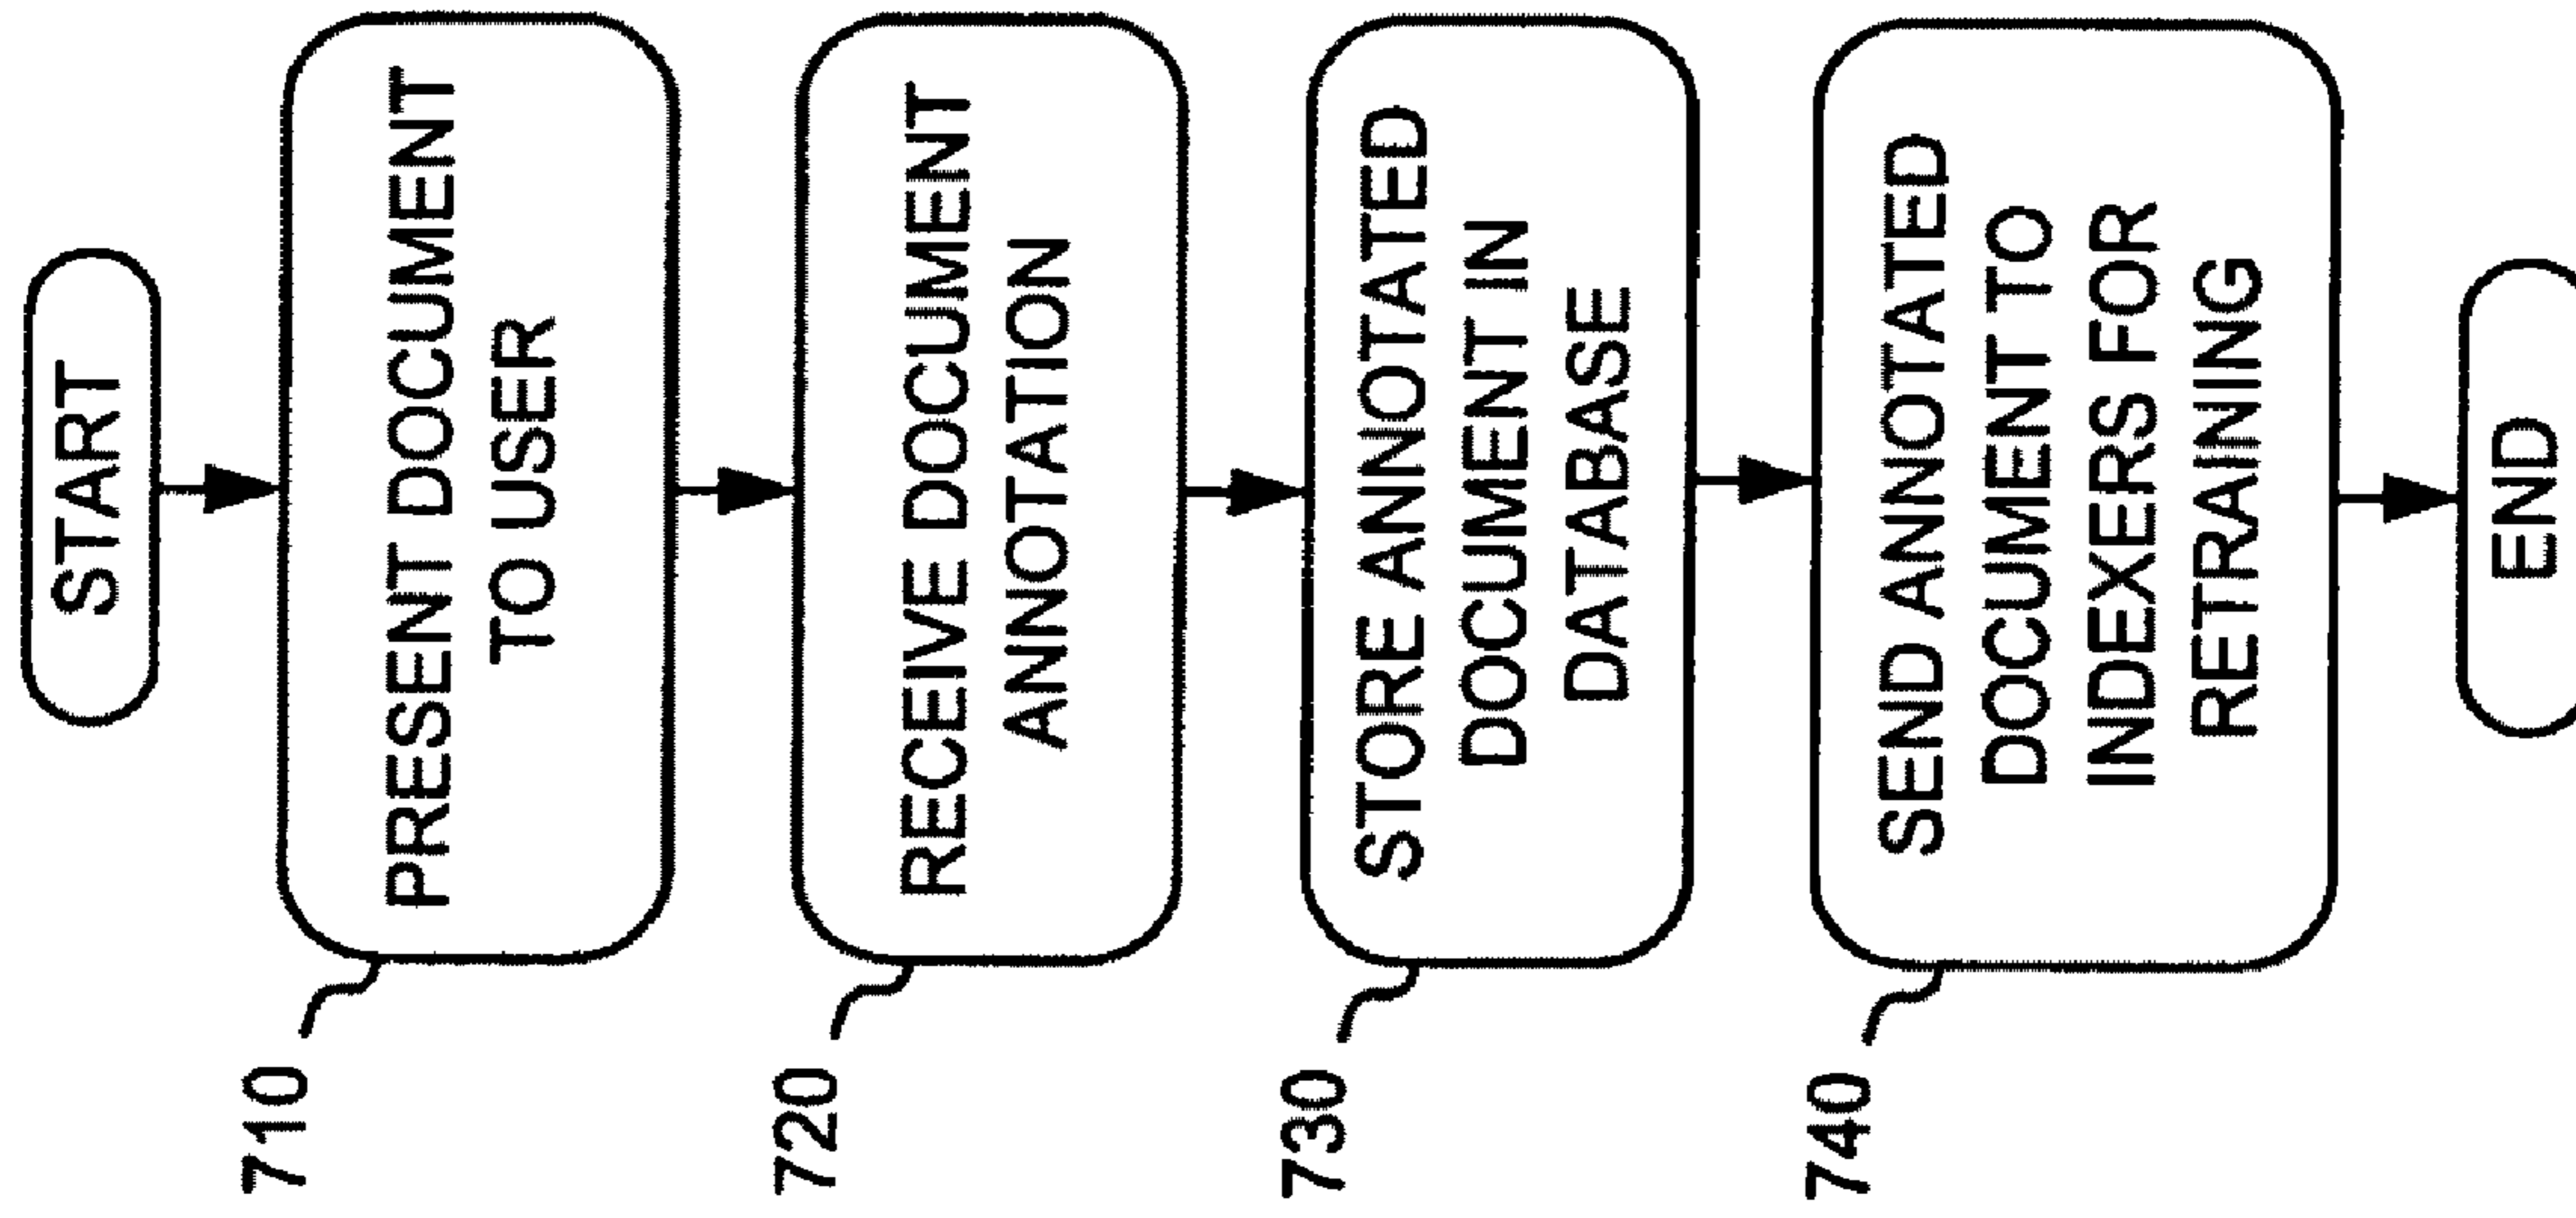 START
710
PRESENT DOCUMENT
TO USER
720
RECEIVE DOCUMENT
ANNOTATION
730
STORE ANNOTATED
DOCUMENT IN
DATABASE
740
SEND ANNOTATED
DOCUMENT TO
INDEXERS FOR
RETRAINING
END